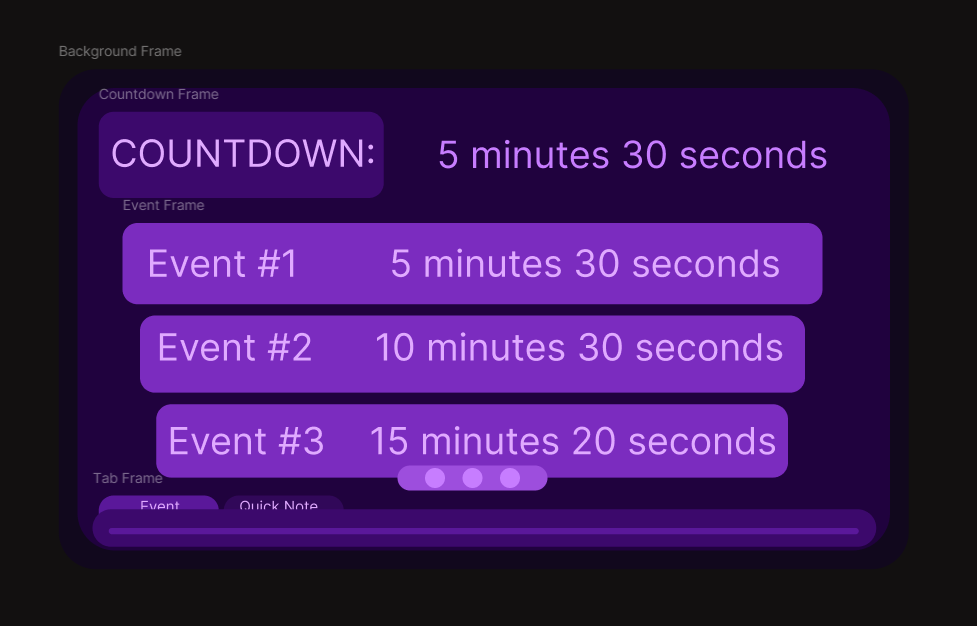 Background Frame
Countdown Frame
COUNTDOWN: 5 minutes 30 seconds
Event Frame
Event #1 5 minutes 30 seconds
Event #2 10 minutes 30 seconds
Event #3 15 minutes 20 seconds
Tab Frame
Event Quick Note